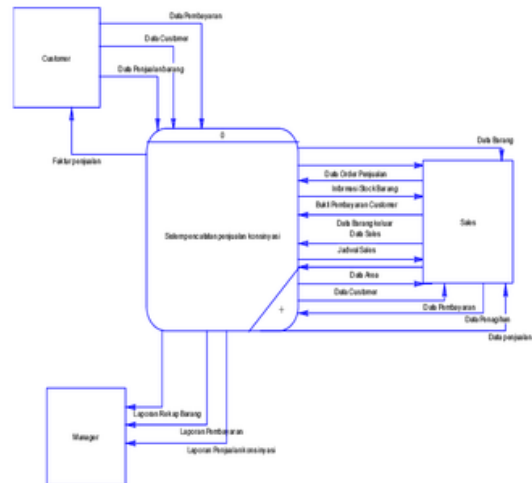 Data Pembayaran
Data Customer
Customer
Data Penjualan barang
0
Data Barang
Faktur penjualan
Data Order Penjualan
Informasi Stock Barang
Bukti Pembayaran Customer
Data Barang keluar
Sales
Sistem pencatatan penjualan konsinyasi
Data Sales
Jadwal Sales
Data Area
Data Customer
+
Data Pembayaran
Data Penagihan
Data penjualan
Laporan Rekap Barang
Manager
Laporan Pembayaran
Laporan Penjualan konsinyasi